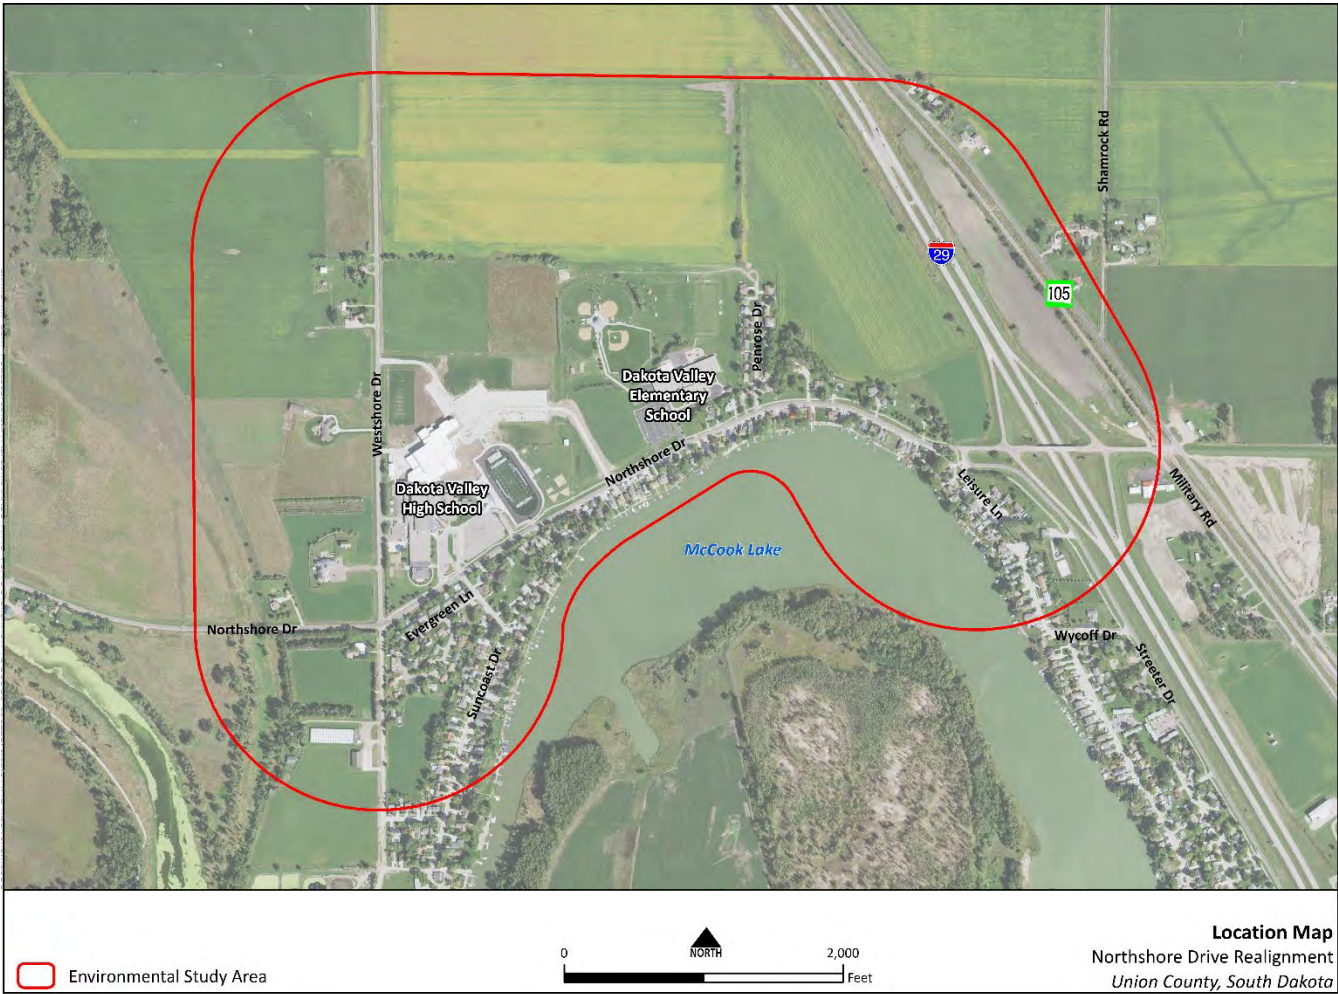 Shamrock Rd
29
105
Penrose Dr
Dakota Valley
Elementary
School
Westshore Dr
Northshore Dr
Dakota Valley
High School
Leisure Ln
Military Rd
McCook Lake
Evergreen Ln
Northshore Dr
Wycoff Dr
Suncoast Dr
Streeter Dr
Environmental Study Area
0
NORTH
2,000
Feet
Location Map
Northshore Drive Realignment
Union County, South Dakota